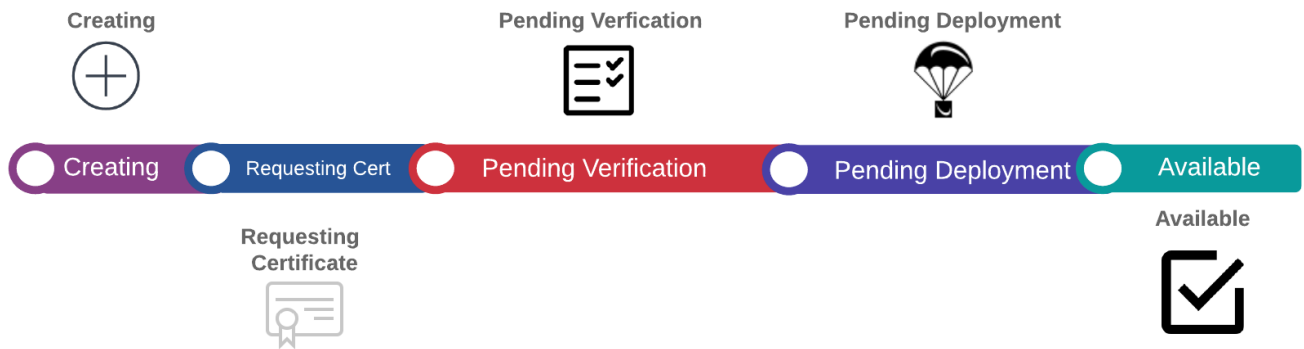 Creating
Pending Verfication
Pending Deployment
Creating
Requesting Cert
Pending Verification
Pending Deployment
Available
Available
Requesting
Certificate